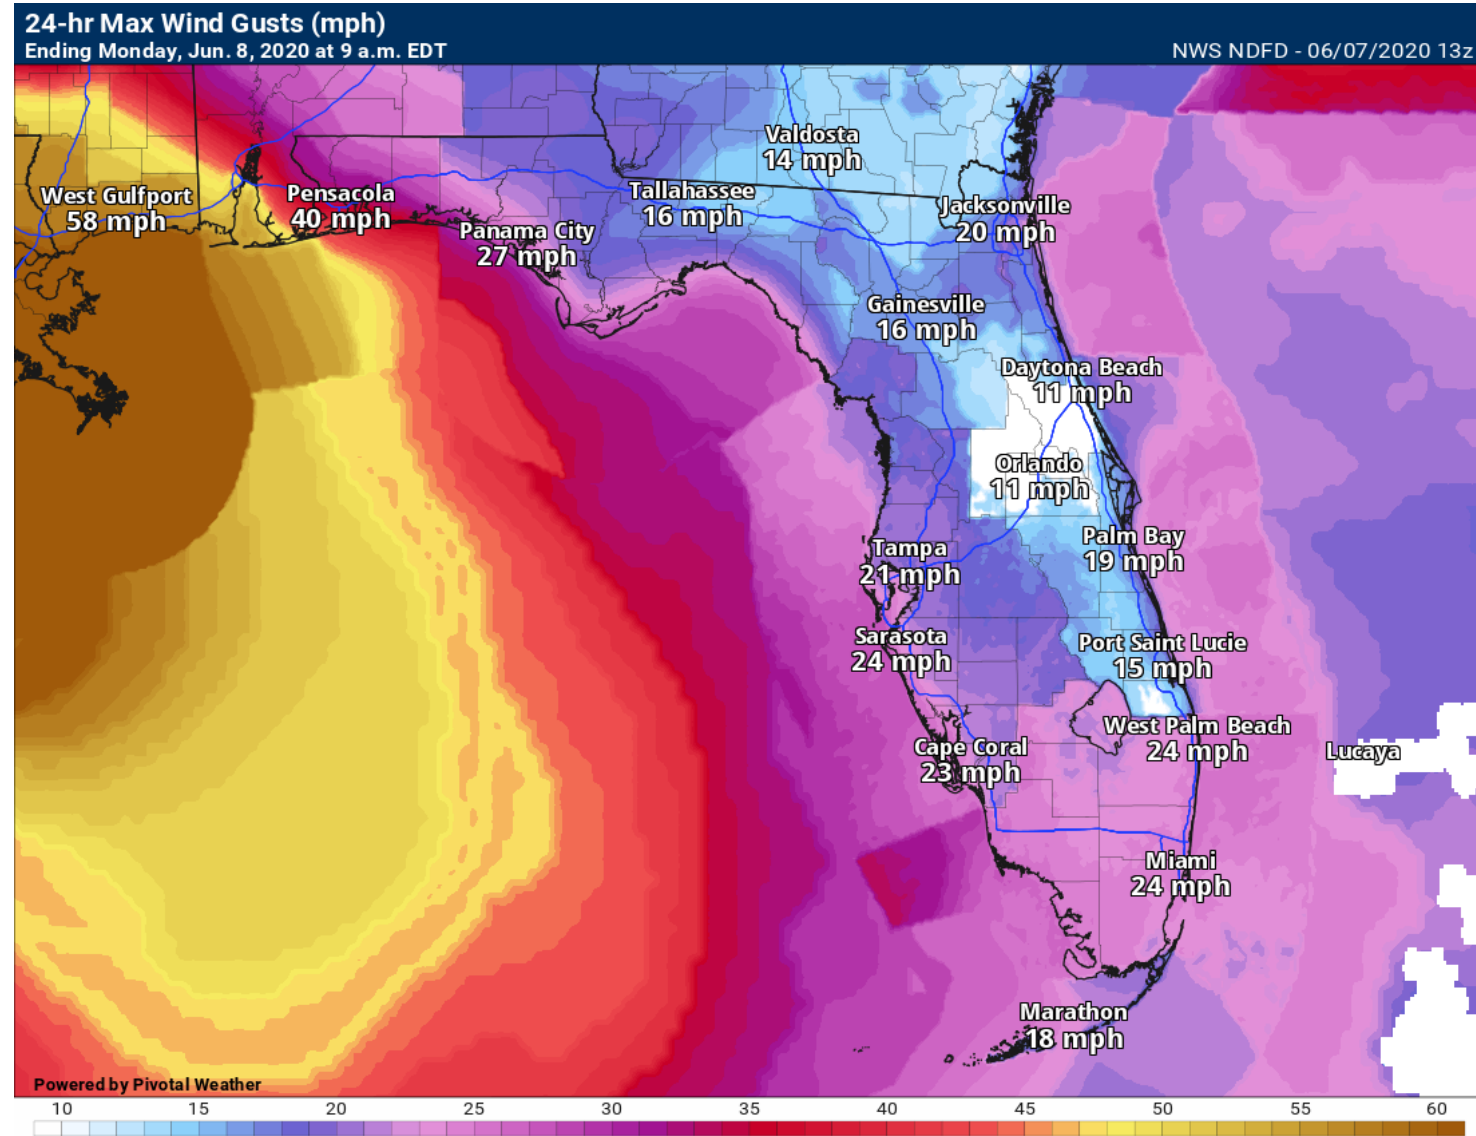 24-hr Max Wind Gusts (mph)
Ending Monday, Jun. 8, 2020 at 9 a.m. EDT
NWS NDFD - 06/07/2020 13z
Valdosta
14 mph
West Gulfport
58 mph
Pensacola
40 mph
Tallahassee
16 mph
Jacksonville
20 mph
Panama City
27 mph
Gainesville
16 mph
Daytona Beach
11 mph
Orlando
11 mph
Tampa
21 mph
Palm Bay
19 mph
Sarasota
24 mph
Port Saint Lucie
15 mph
West Palm Beach
24 mph
Lucaya
Cape Coral
23 mph
Miami
24 mph
Marathon
18 mph
Powered by Pivotal Weather
10 15 20 25 30 35 40 45 50 55 60